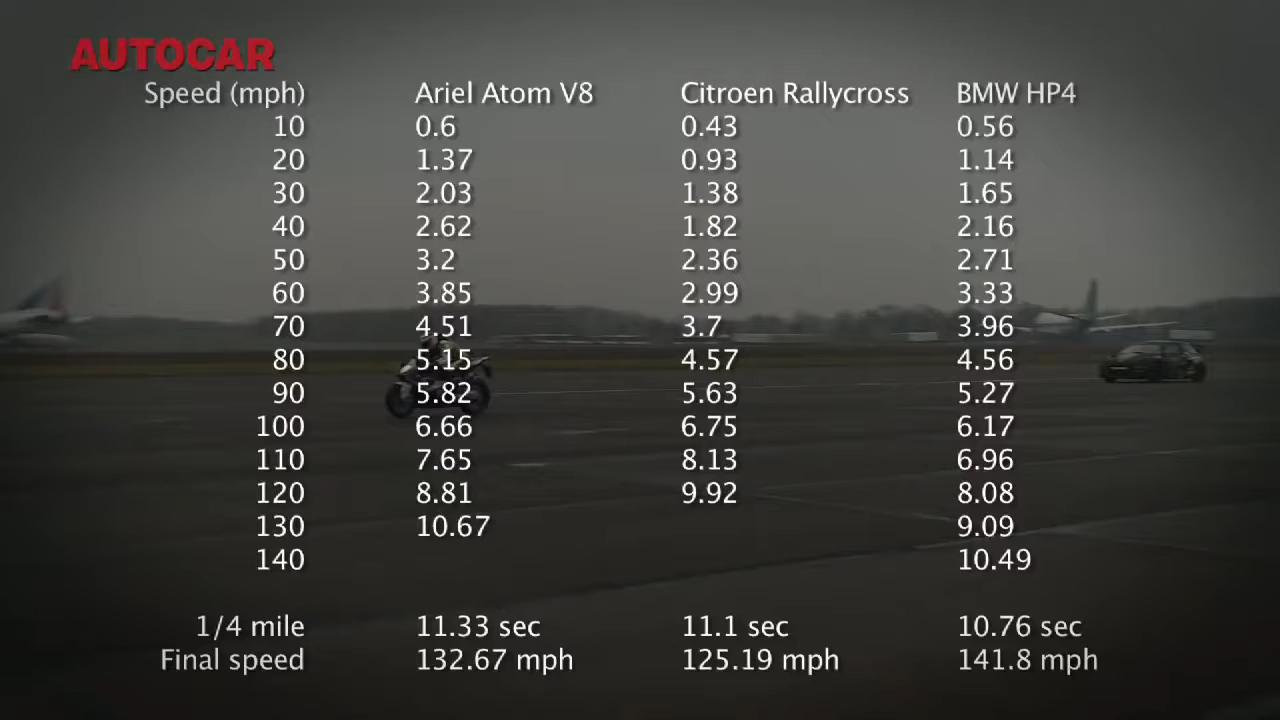 AUTOCAR
Speed (mph) Ariel Atom V8 Citroen Rallycross BMW HP4
10 0.6 0.43 0.56
20 1.37 0.93 1.14
30 2.03 1.38 1.65
40 2.62 1.82 2.16
50 3.2 2.36 2.71
60 3.85 2.99 3.33
70 4.51 3.7 3.96
80 5.15 4.57 4.56
90 5.82 5.63 5.27
100 6.66 6.75 6.17
110 7.65 8.13 6.96
120 8.81 9.92 8.08
130 10.67 9.09
140 10.49
1/4 mile 11.33 sec 11.1 sec 10.76 sec
Final speed 132.67 mph 125.19 mph 141.8 mph